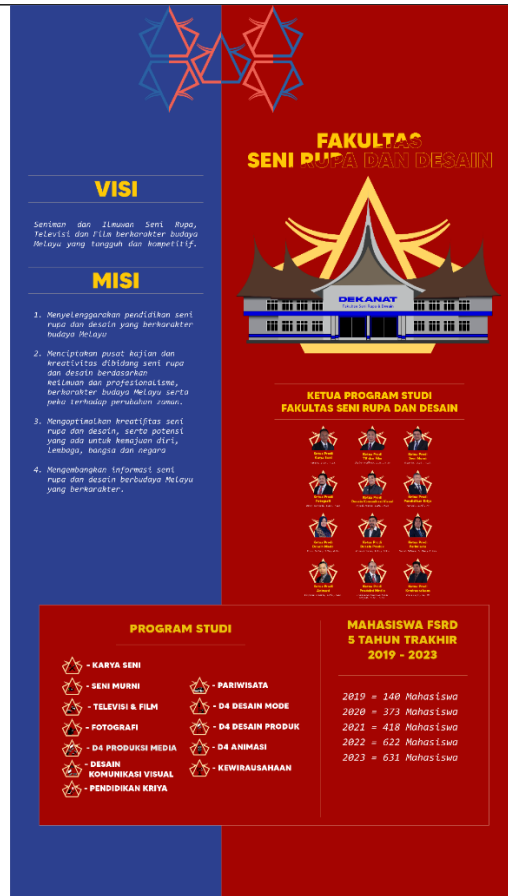 FAKULTAS
SENI RUPA DAN DESAIN
VISI
Seniman dan Ilmuwan Seni Rupa,
Televisi dan Film berkarakter budaya
Melayu yang tangguh dan kompetitif.
MISI
1. Menyelenggarakan pendidikan seni
rupa dan desain yang berkarakter
budaya Melayu
2. Menciptakan pusat kajian dan
kreativitas dibidang seni rupa
dan desain berdasarkan
keilmuan dan profesionalisme,
berkarakter budaya Melayu serta
peka terhadap perubahan zaman.
3. Mengoptimalkan kreatifitas seni
rupa dan desain, serta potensi
yang ada untuk kemajuan diri,
lembaga, bangsa dan negara
4. Mengembangkan informasi seni
rupa dan desain berbudaya Melayu
yang berkarakter.
DEKANAT
Fakultas Seni Rupa & Desain
KETUA PROGRAM STUDI
FAKULTAS SENI RUPA DAN DESAIN
PROGRAM STUDI
- KARYA SENI
- SENI MURNI
- TELEVISI & FILM
- FOTOGRAFI
- D4 PRODUKSI MEDIA
- DESAIN
KOMUNIKASI VISUAL
- PENDIDIKAN KRIYA
- PARIWISATA
- D4 DESAIN MODE
- D4 DESAIN PRODUK
- D4 ANIMASI
- KEWIRAUSAHAAN
MAHASISWA FSRD
5 TAHUN TRAKHIR
2019 - 2023
2019 = 140 Mahasiswa
2020 = 373 Mahasiswa
2021 = 418 Mahasiswa
2022 = 622 Mahasiswa
2023 = 631 Mahasiswa